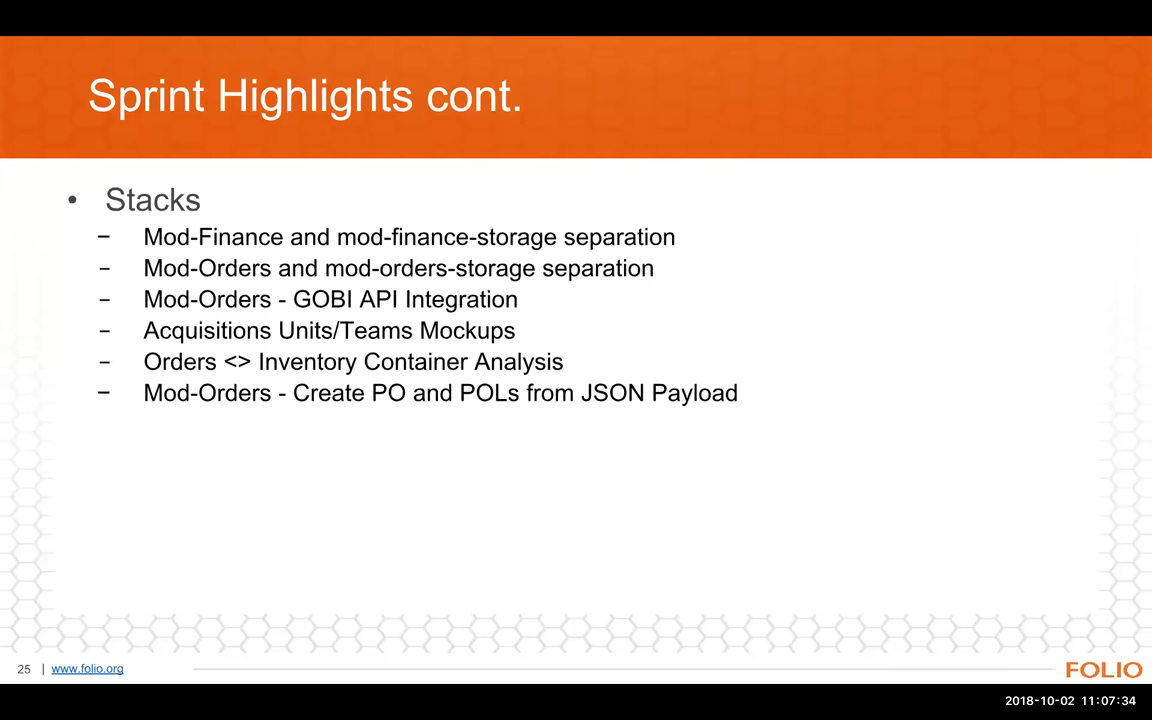 Sprint Highlights cont.
• Stacks
– Mod-Finance and mod-finance-storage separation
– Mod-Orders and mod-orders-storage separation
– Mod-Orders - GOBI API Integration
– Acquisitions Units/Teams Mockups
– Orders <> Inventory Container Analysis
– Mod-Orders - Create PO and POLs from JSON Payload
25 | www.folio.org
FOLIO
2018-10-02 11:07:34